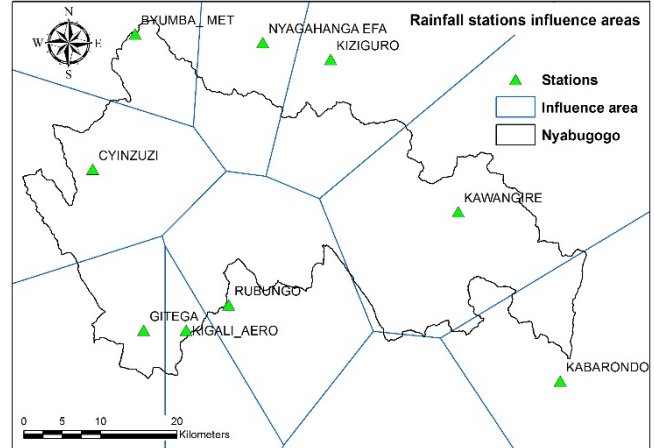 Rainfall stations influence areas
N
W E
S
BYUMBA_MET
NYAGAHANGA EFA
KIZIGURO
Stations
Influence area
Nyabugogo
CYINZUZI
KAWANGIRE
RUBUNGO
GITEGA
KIGALI_AERO
KABARONDO
0 5 10 20
Kilometers